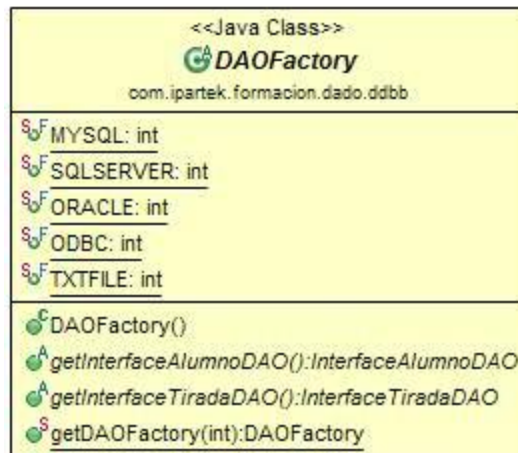 <<Java Class>>
DAOFactory
com.ipartek.formacion.dado.ddbb
MYSQL: int
SQLSERVER: int
ORACLE: int
ODBC: int
TXTFILE: int
DAOFactory()
getInterfaceAlumnoDAO():InterfaceAlumnoDAO
getInterfaceTiradaDAO():InterfaceTiradaDAO
getDAOFactory(int):DAOFactory